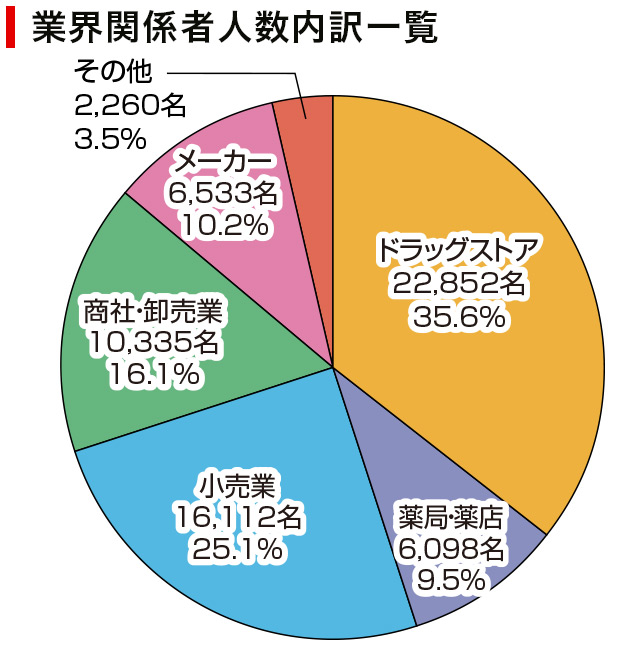 業界関係者人数内訳一覧
その他
2,260名
3.5%
メーカー
6,533名
10.2%
ドラッグストア
22,852名
35.6%
商社・卸売業
10,335名
16.1%
小売業
16,112名
25.1%
薬局・薬店
6,098名
9.5%